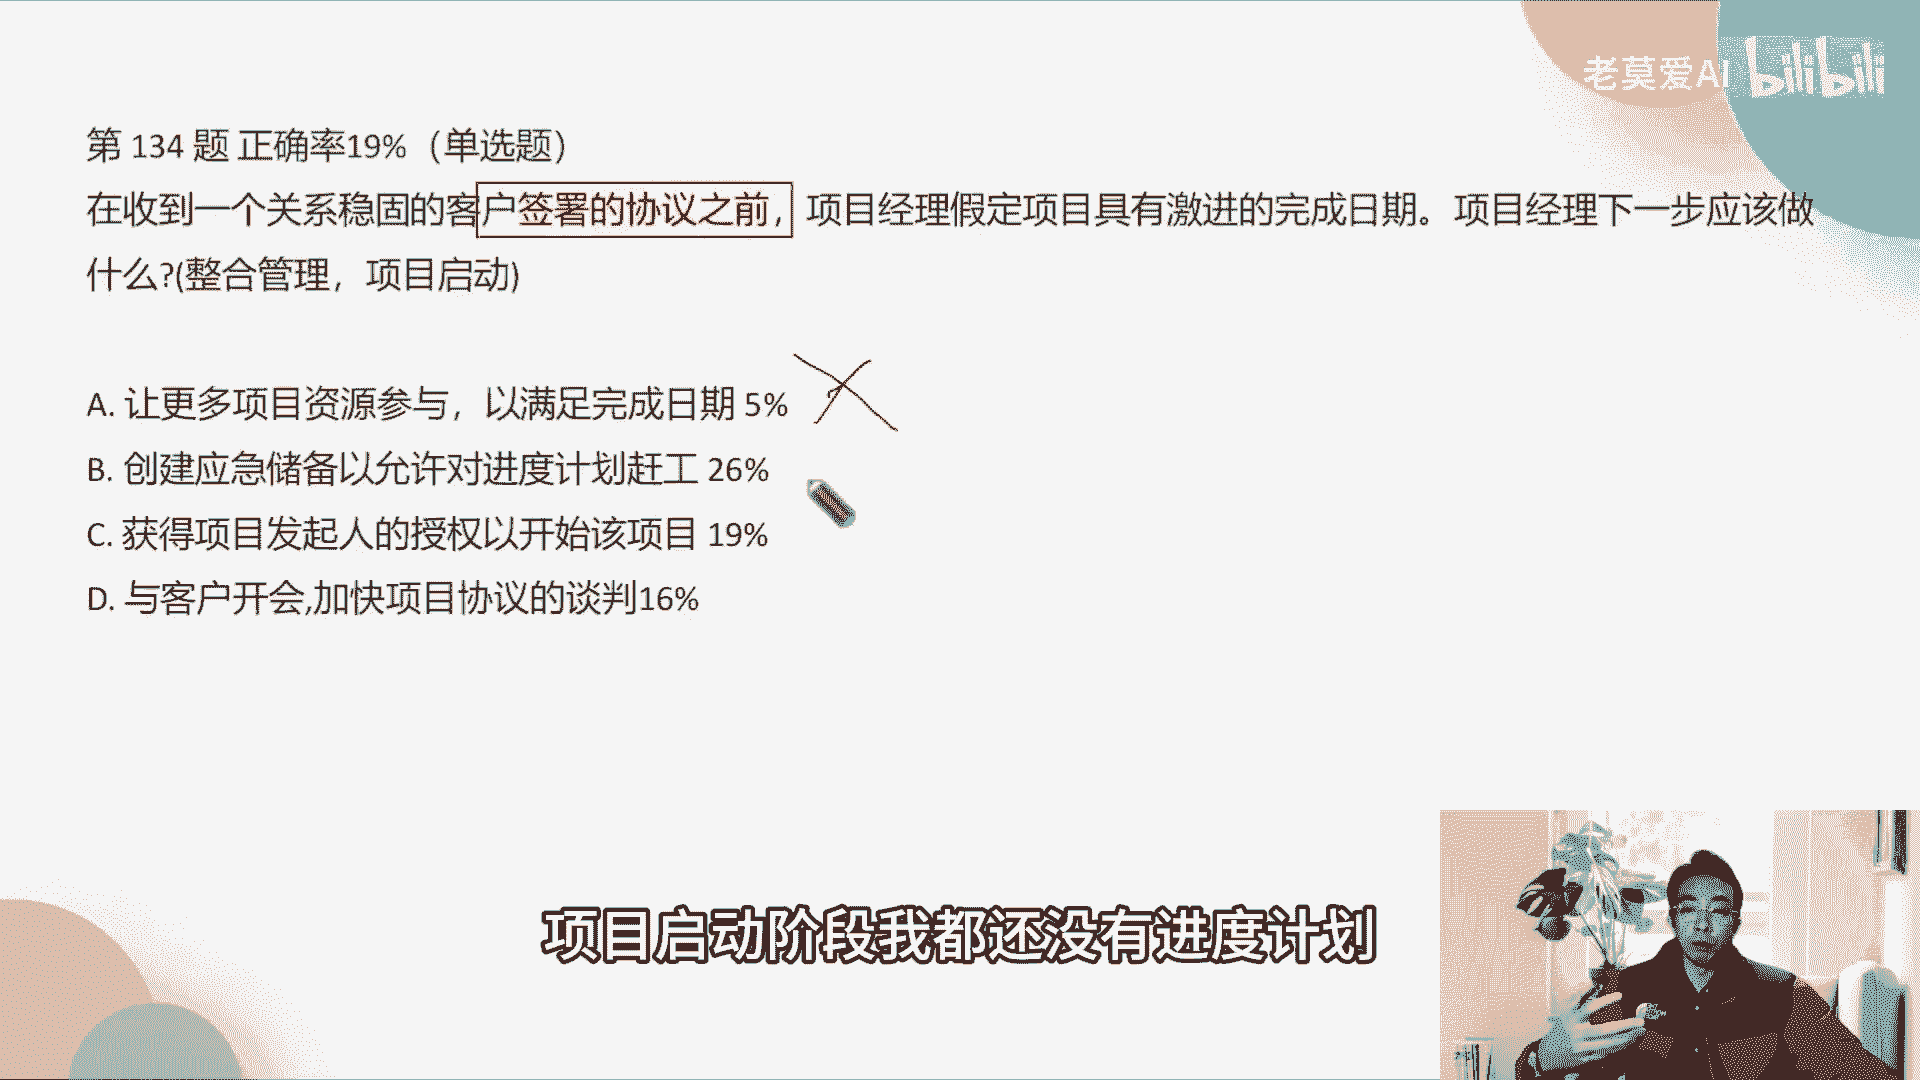 老莫爱AI bilibili
第 134 题 正确率19%（单选题）
在收到一个关系稳固的客户签署的协议之前，项目经理假定项目具有激进的完成日期。项目经理下一步应该做
什么?(整合管理，项目启动)
A. 让更多项目资源参与，以满足完成日期 5%
B. 创建应急储备以允许对进度计划赶工 26%
C. 获得项目发起人的授权以开始该项目 19%
D. 与客户开会,加快项目协议的谈判16%
项目启动阶段我都还没有进度计划